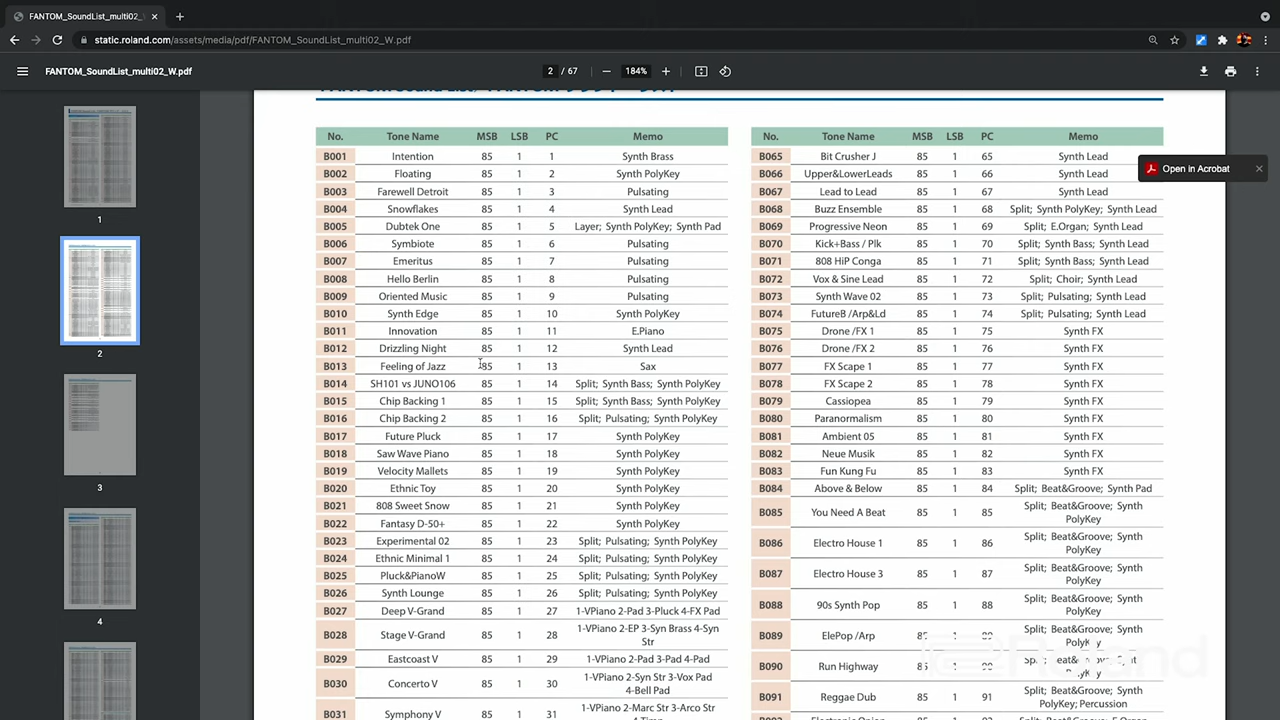 FANTOM_SoundList_multi02_
static.roland.com/assets/media/pdf/FANTOM_SoundList_multi02_W.pdf
FANTOM_SoundList_multi02_W.pdf
2 / 67
184%
Open in Acrobat
1
2
3
4
No. Tone Name MSB LSB PC Memo
B001 Intention 85 1 1 Synth Brass
B002 Floating 85 1 2 Synth PolyKey
B003 Farewell Detroit 85 1 3 Pulsating
B004 Snowflakes 85 1 4 Synth Lead
B005 Dubtek One 85 1 5 Layer; Synth PolyKey; Synth Pad
B006 Symbiote 85 1 6 Pulsating
B007 Emeritus 85 1 7 Pulsating
B008 Hello Berlin 85 1 8 Pulsating
B009 Oriented Music 85 1 9 Pulsating
B010 Synth Edge 85 1 10 Synth PolyKey
B011 Innovation 85 1 11 E.Piano
B012 Drizzling Night 85 1 12 Synth Lead
B013 Feeling of Jazz 85 1 13 Sax
B014 SH101 vs JUNO106 85 1 14 Split; Synth Bass; Synth PolyKey
B015 Chip Backing 1 85 1 15 Split; Synth Bass; Synth PolyKey
B016 Chip Backing 2 85 1 16 Split; Pulsating; Synth PolyKey
B017 Future Pluck 85 1 17 Synth PolyKey
B018 Saw Wave Piano 85 1 18 Synth PolyKey
B019 Velocity Mallets 85 1 19 Synth PolyKey
B020 Ethnic Toy 85 1 20 Synth PolyKey
B021 808 Sweet Snow 85 1 21 Synth PolyKey
B022 Fantasy D-50+ 85 1 22 Synth PolyKey
B023 Experimental 02 85 1 23 Split; Pulsating; Synth PolyKey
B024 Ethnic Minimal 1 85 1 24 Split; Pulsating; Synth PolyKey
B025 Pluck&PianoW 85 1 25 Split; Pulsating; Synth PolyKey
B026 Synth Lounge 85 1 26 Split; Pulsating; Synth PolyKey
B027 Deep V-Grand 85 1 27 1-VPiano 2-Pad 3-Pluck 4-FX Pad
B028 Stage V-Grand 85 1 28 1-VPiano 2-EP 3-Syn Brass 4-Syn
Str
B029 Eastcoast V 85 1 29 1-VPiano 2-Pad 3-Pad 4-Pad
B030 Concerto V 85 1 30 1-VPiano 2-Syn Str 3-Vox Pad
4-Bell Pad
B031 Symphony V 85 1 31 1-VPiano 2-Marc Str 3-Arco Str
No. Tone Name MSB LSB PC Memo
B065 Bit Crusher J 85 1 65 Synth Lead
B066 Upper&LowerLeads 85 1 66 Synth Lead
B067 Lead to Lead 85 1 67 Synth Lead
B068 Buzz Ensemble 85 1 68 Split; Synth PolyKey; Synth Lead
B069 Progressive Neon 85 1 69 Split; E.Organ; Synth Lead
B070 Kick+Bass / Plk 85 1 70 Split; Synth Bass; Synth Lead
B071 808 HiP Conga 85 1 71 Split; Synth Bass; Synth Lead
B072 Vox & Sine Lead 85 1 72 Split; Choir; Synth Lead
B073 Synth Wave 02 85 1 73 Split; Pulsating; Synth Lead
B074 FutureB /Arp&Ld 85 1 74 Split; Pulsating; Synth Lead
B075 Drone /FX 1 85 1 75 Synth FX
B076 Drone /FX 2 85 1 76 Synth FX
B077 FX Scape 1 85 1 77 Synth FX
B078 FX Scape 2 85 1 78 Synth FX
B079 Cassiopea 85 1 79 Synth FX
B080 Paranormalism 85 1 80 Synth FX
B081 Ambient 05 85 1 81 Synth FX
B082 Neue Musik 85 1 82 Synth FX
B083 Fun Kung Fu 85 1 83 Synth FX
B084 Above & Below 85 1 84 Split; Beat&Groove; Synth Pad
B085 You Need A Beat 85 1 85 Split; Beat&Groove; Synth
PolyKey
B086 Electro House 1 85 1 86 Split; Beat&Groove; Synth
PolyKey
B087 Electro House 3 85 1 87 Split; Beat&Groove; Synth
PolyKey
B088 90s Synth Pop 85 1 88 Split; Beat&Groove; Synth
PolyKey
B089 ElePop /Arp 85 1 89 Split; Beat&Groove; Synth
PolyKey
B090 Run Highway 85 1 90 Split; Beat&Groove; Synth
PolyKey
B091 Reggae Dub 85 1 91 Split; Beat&Groove; Synth
PolyKey; Percussion
Roland